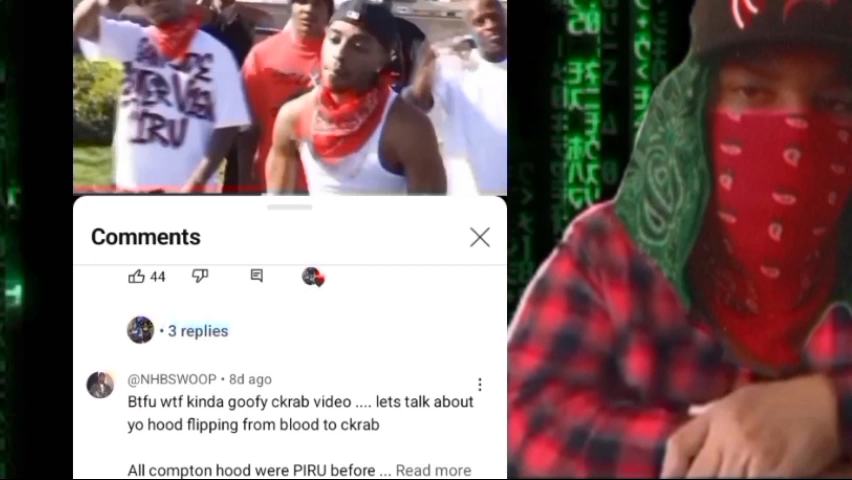 PIRU
Comments
44
• 3 replies
@NHBSWOOP • 8d ago
Btfu wtf kinda goofy ckrab video .... lets talk about
yo hood flipping from blood to ckrab
All compton hood were PIRU before ... Read more